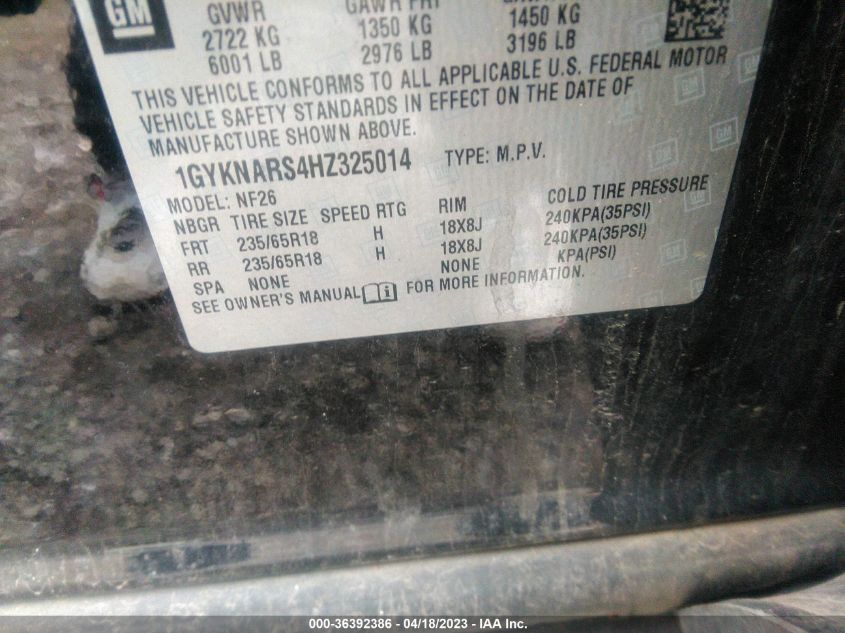 GM
GVWR GAWR FRT
2722 KG 1350 KG 1450 KG
6001 LB 2976 LB 3196 LB
THIS VEHICLE CONFORMS TO ALL APPLICABLE U.S. FEDERAL MOTOR
VEHICLE SAFETY STANDARDS IN EFFECT ON THE DATE OF
MANUFACTURE SHOWN ABOVE.
1GYKNARS4HZ325014 TYPE: M.P.V.
MODEL: NF26
NBGR TIRE SIZE SPEED RTG RIM COLD TIRE PRESSURE
FRT 235/65R18 H 18X8J 240KPA(35PSI)
RR 235/65R18 H 18X8J 240KPA(35PSI)
SPA NONE NONE KPA(PSI)
SEE OWNER'S MANUAL FOR MORE INFORMATION.
000-36392386 - 04/18/2023 - IAA Inc.